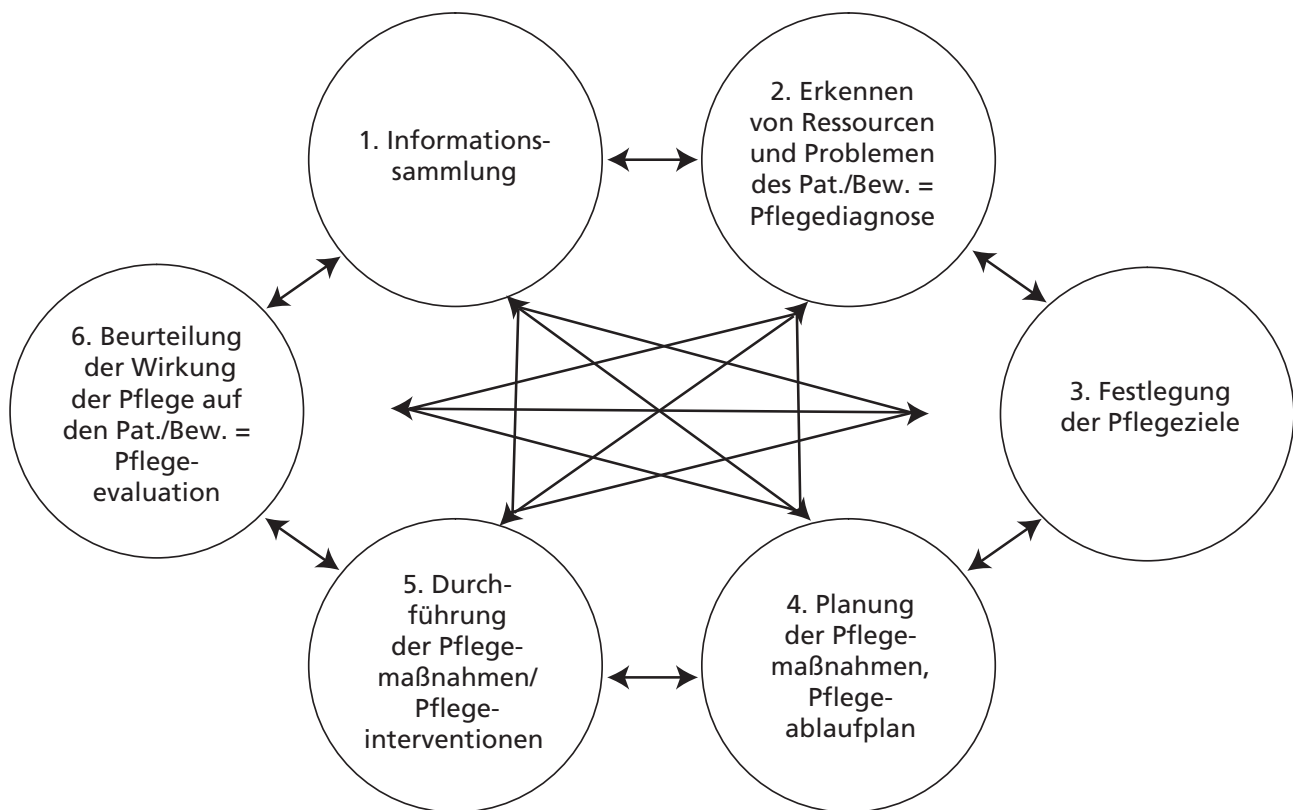 1. Informations-
sammlung
2. Erkennen
von Ressourcen
und Problemen
des Pat./Bew. =
Pflegediagnose
3. Festlegung
der Pflegeziele
4. Planung
der Pflege-
maßnahmen,
Pflege-
ablaufplan
5. Durch-
führung
der Pflege-
maßnahmen/
Pflege-
interventionen
6. Beurteilung
der Wirkung
der Pflege auf
den Pat./Bew. =
Pflege-
evaluation